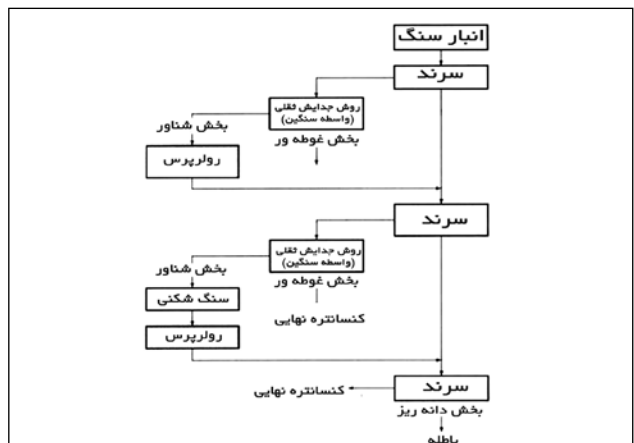 انبار سنگ
سرند
روش جدایش ثقلی
(واسطه سنگین)
بخش شناور
بخش غوطه ور
رولرپرس
سرند
روش جدایش ثقلی
(واسطه سنگین)
بخش شناور
بخش غوطه ور
سنگ شکنی
کنسانتره نهایی
رولرپرس
سرند
کنسانتره نهایی
بخش دانه ریز
باطله